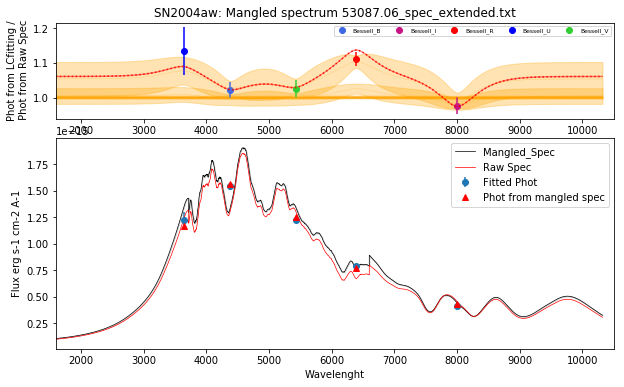 SN2004aw: Mangled spectrum 53087.06_spec_extended.txt
Phot from LCfitting /
Phot from Raw Spec
1.2
1.1
1.0
Bessell_B
Bessell_I
Bessell_R
Bessell_U
Bessell_V
2000 3000 4000 5000 6000 7000 8000 9000 10000
Flux erg s-1 cm-2 A-1
1.75
1.50
1.25
1.00
0.75
0.50
0.25
Mangled_Spec
Raw Spec
Fitted Phot
Phot from mangled spec
2000 3000 4000 5000 6000 7000 8000 9000 10000
Wavelenght